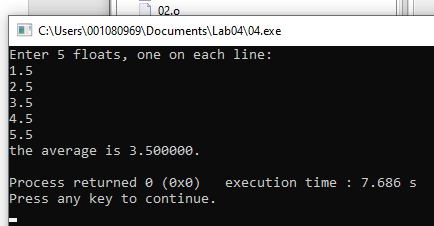 02.o
C:\Users\001080969\Documents\Lab04\04.exe
Enter 5 floats, one on each line:
1.5
2.5
3.5
4.5
5.5
the average is 3.500000.
Process returned 0 (0x0)   execution time : 7.686 s
Press any key to continue.